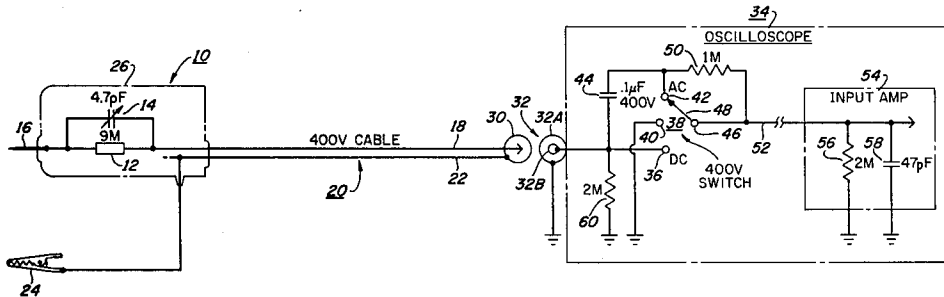 34
OSCILLOSCOPE
10
26
50
1M
54
4.7pF
14
44
.1µF
400V
AC
42
INPUT AMP
16
9M
12
18
400V CABLE
30
32
32A
38
48
40
46
52
22
20
32B
36
DC
400V
SWITCH
56
2M
58
47pF
2M
60
24